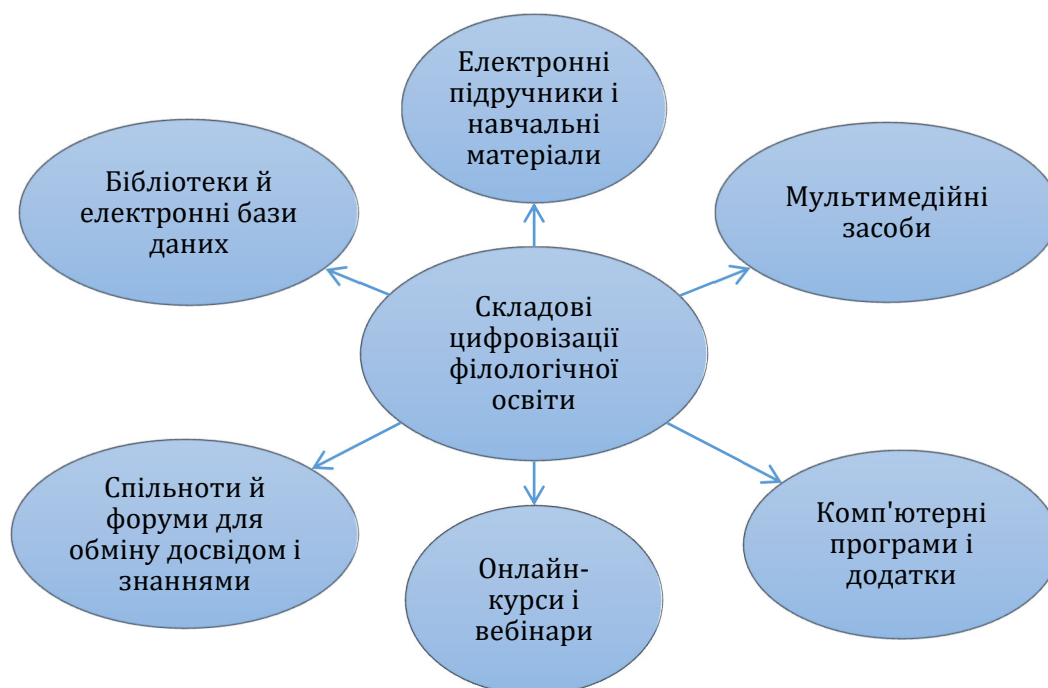 Електронні
підручники і
навчальні
матеріали
Бібліотеки й
електронні бази
даних
Мультимедійні
засоби
Складові
цифровізації
філологічної
освіти
Спільноти й
форуми для
обміну досвідом і
знаннями
Комп'ютерні
програми і
додатки
Онлайн-
курси і
вебінари